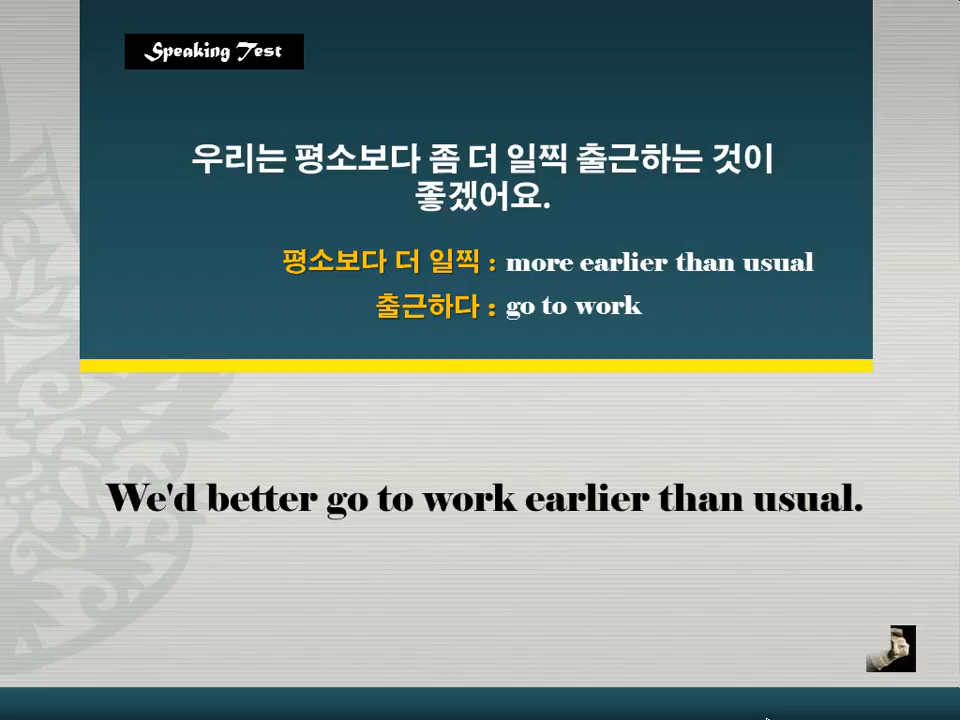 Speaking Test
우리는 평소보다 좀 더 일찍 출근하는 것이
좋겠어요.
평소보다 더 일찍 : more earlier than usual
출근하다 : go to work
We'd better go to work earlier than usual.